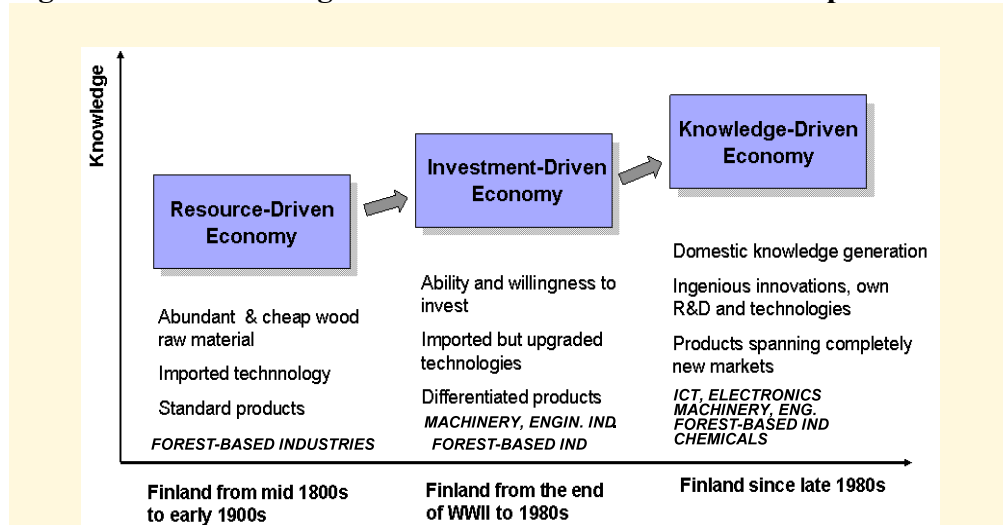 Knowledge
Resource-Driven
Economy
Abundant & cheap wood
raw material
Imported technnology
Standard products
FOREST-BASED INDUSTRIES
Finland from mid 1800s
to early 1900s
Investment-Driven
Economy
Ability and willingness to
invest
Imported but upgraded
technologies
Differentiated products
MACHINERY, ENGIN. IND.
FOREST-BASED IND
Finland from the end
of WWII to 1980s
Knowledge-Driven
Economy
Domestic knowledge generation
Ingenious innovations, own
R&D and technologies
Products spanning completely
new markets
ICT, ELECTRONICS
MACHINERY, ENG.
FOREST-BASED IND
CHEMICALS
Finland since late 1980s